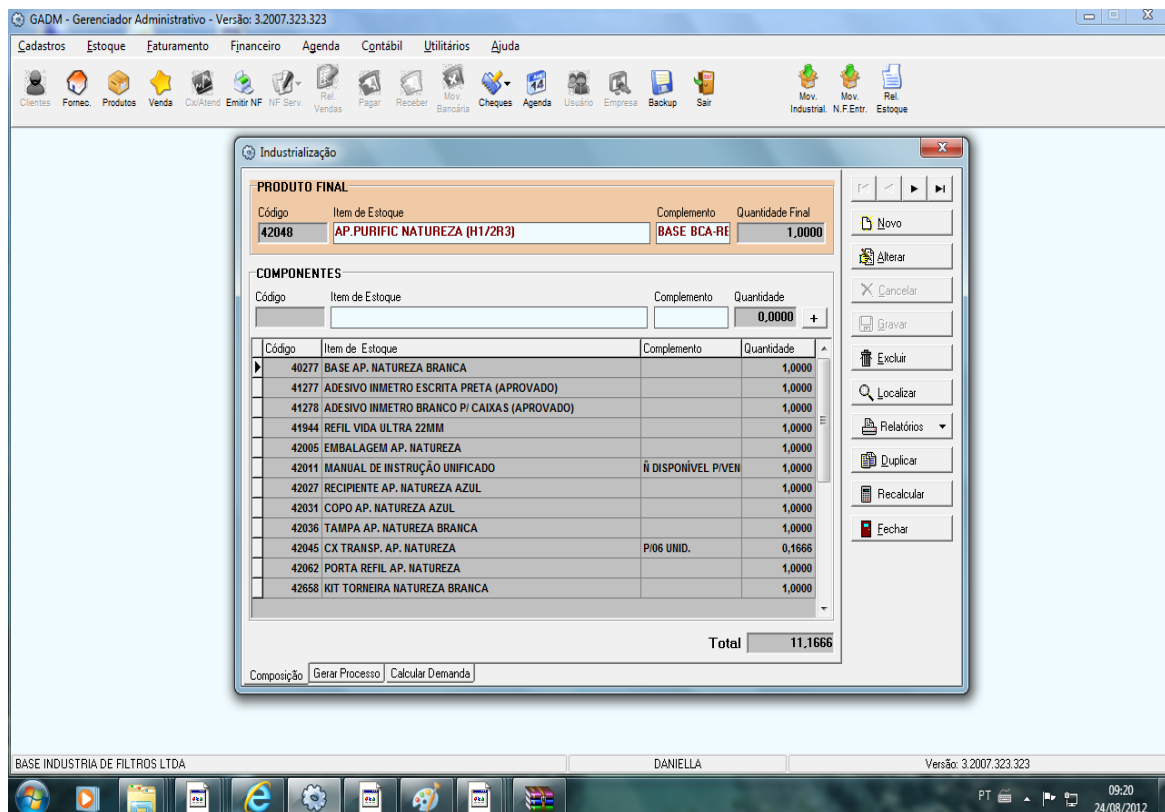 GADM - Gerenciador Administrativo - Versão: 3.2007.323.323
Cadastros Estoque Faturamento Financeiro Agenda Contábil Utilitários Ajuda
Clientes Fornec. Produtos Venda Cx/Atend Emitir NF NF Serv. Rel. Vendas Pagar Receber Mov. Bancária Cheques Agenda Usuário Empresa Backup Sair Mov. Industrial. Mov. N.F.Entr. Rel. Estoque
Industrialização
PRODUTO FINAL
Código Item de Estoque Complemento Quantidade Final
42048 AP.PURIFIC NATUREZA (H1/2R3) BASE BCA-RE 1,0000
COMPONENTES
Código Item de Estoque Complemento Quantidade
0,0000 +
Código Item de Estoque Complemento Quantidade
40277 BASE AP. NATUREZA BRANCA 1,0000
41277 ADESIVO INMETRO ESCRITA PRETA (APROVADO) 1,0000
41278 ADESIVO INMETRO BRANCO P/ CAIXAS (APROVADO) 1,0000
41944 REFIL VIDA ULTRA 22MM 1,0000
42005 EMBALAGEM AP. NATUREZA 1,0000
42011 MANUAL DE INSTRUÇÃO UNIFICADO Ñ DISPONÍVEL P/VEN 1,0000
42027 RECIPIENTE AP. NATUREZA AZUL 1,0000
42031 COPO AP. NATUREZA AZUL 1,0000
42036 TAMPA AP. NATUREZA BRANCA 1,0000
42045 CX TRANSP. AP. NATUREZA P/06 UNID. 0,1666
42062 PORTA REFIL AP. NATUREZA 1,0000
42658 KIT TORNEIRA NATUREZA BRANCA 1,0000
Total 11,1666
Composição Gerar Processo Calcular Demanda
Novo
Alterar
Cancelar
Gravar
Excluir
Localizar
Relatórios
Duplicar
Recalcular
Fechar
BASE INDUSTRIA DE FILTROS LTDA DANIELLA Versão: 3.2007.323.323
PT 09:20
24/08/2012